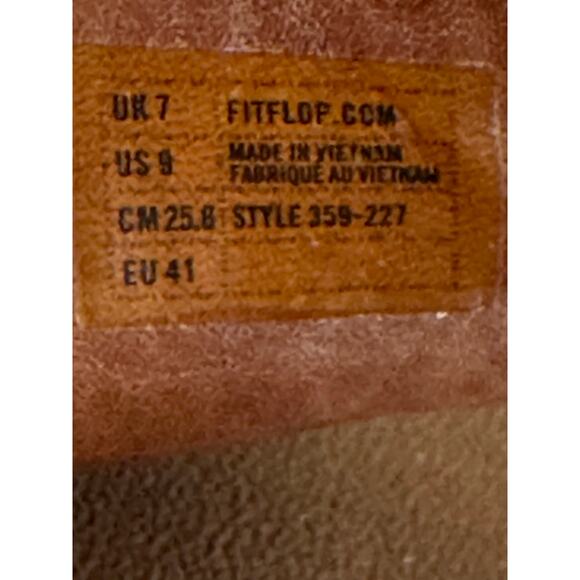 UK 7 FITFLOP.COM
US 9 MADE IN VIETNAM
FABRIQUE AU VIETNAM
CM 25.8 STYLE 359-227
EU 41